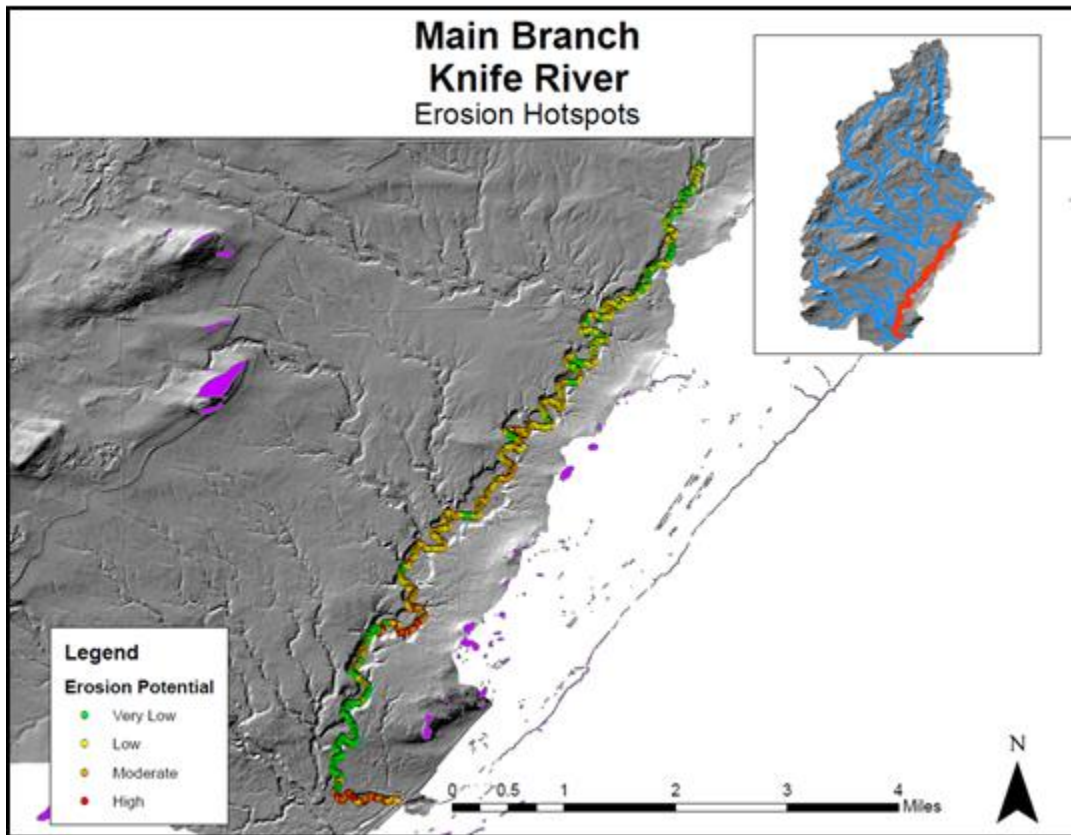 Main Branch
Knife River
Erosion Hotspots
Legend
Erosion Potential
Very Low
Low
Moderate
High
N
0 0.5 1 2 3 4
Miles